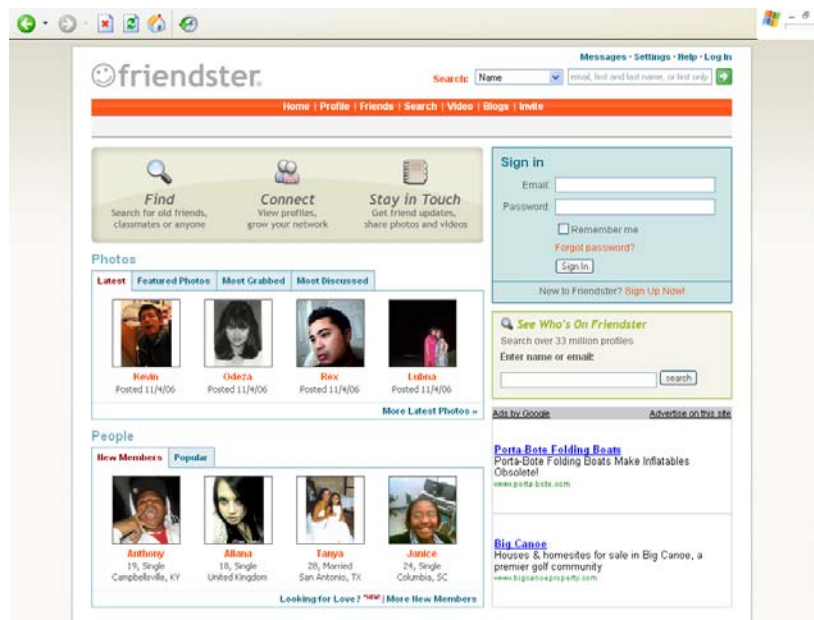 Messages · Settings · Help · Log In
friendster.
Search: Name email, first and last name, or first only
Home | Profile | Friends | Search | Video | Blogs | Invite
Find
Search for old friends,
classmates or anyone
Connect
View profiles,
grow your network
Stay in Touch
Get friend updates,
share photos and videos
Photos
Latest Featured Photos Most Grabbed Most Discussed
Kevin
Posted 11/4/06
Odeza
Posted 11/4/06
Rex
Posted 11/4/06
Lubna
Posted 11/4/06
More Latest Photos »
People
New Members Popular
Anthony
19, Single
Campbellsville, KY
Allana
18, Single
United Kingdom
Tanya
28, Married
San Antonio, TX
Janice
24, Single
Columbia, SC
Looking for Love? *NEW* | More New Members
Sign in
Email:
Password:
Remember me
Forgot password?
Sign In
New to Friendster? Sign Up Now!
See Who's On Friendster
Search over 33 million profiles
Enter name or email:
search
Ads by Google Advertise on this site
Porta-Bote Folding Boats
Porta-Bote Folding Boats Make Inflatables
Obsolete!
www.porta-bote.com
Big Canoe
Houses & homesites for sale in Big Canoe, a
premier golf community
www.bigcanoeproperty.com